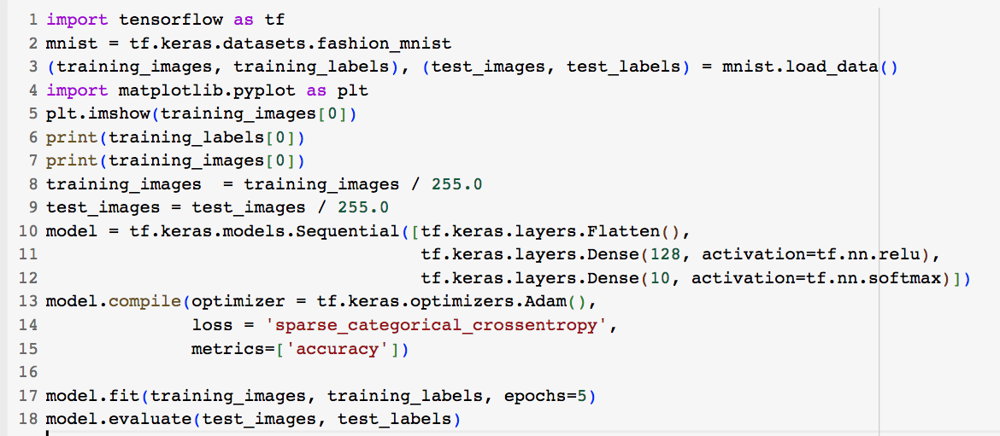 1 import tensorflow as tf
2 mnist = tf.keras.datasets.fashion_mnist
3 (training_images, training_labels), (test_images, test_labels) = mnist.load_data()
4 import matplotlib.pyplot as plt
5 plt.imshow(training_images[0])
6 print(training_labels[0])
7 print(training_images[0])
8 training_images  = training_images / 255.0
9 test_images = test_images / 255.0
10 model = tf.keras.models.Sequential([tf.keras.layers.Flatten(),
11                                     tf.keras.layers.Dense(128, activation=tf.nn.relu),
12                                     tf.keras.layers.Dense(10, activation=tf.nn.softmax)])
13 model.compile(optimizer = tf.keras.optimizers.Adam(),
14               loss = 'sparse_categorical_crossentropy',
15               metrics=['accuracy'])
16
17 model.fit(training_images, training_labels, epochs=5)
18 model.evaluate(test_images, test_labels)